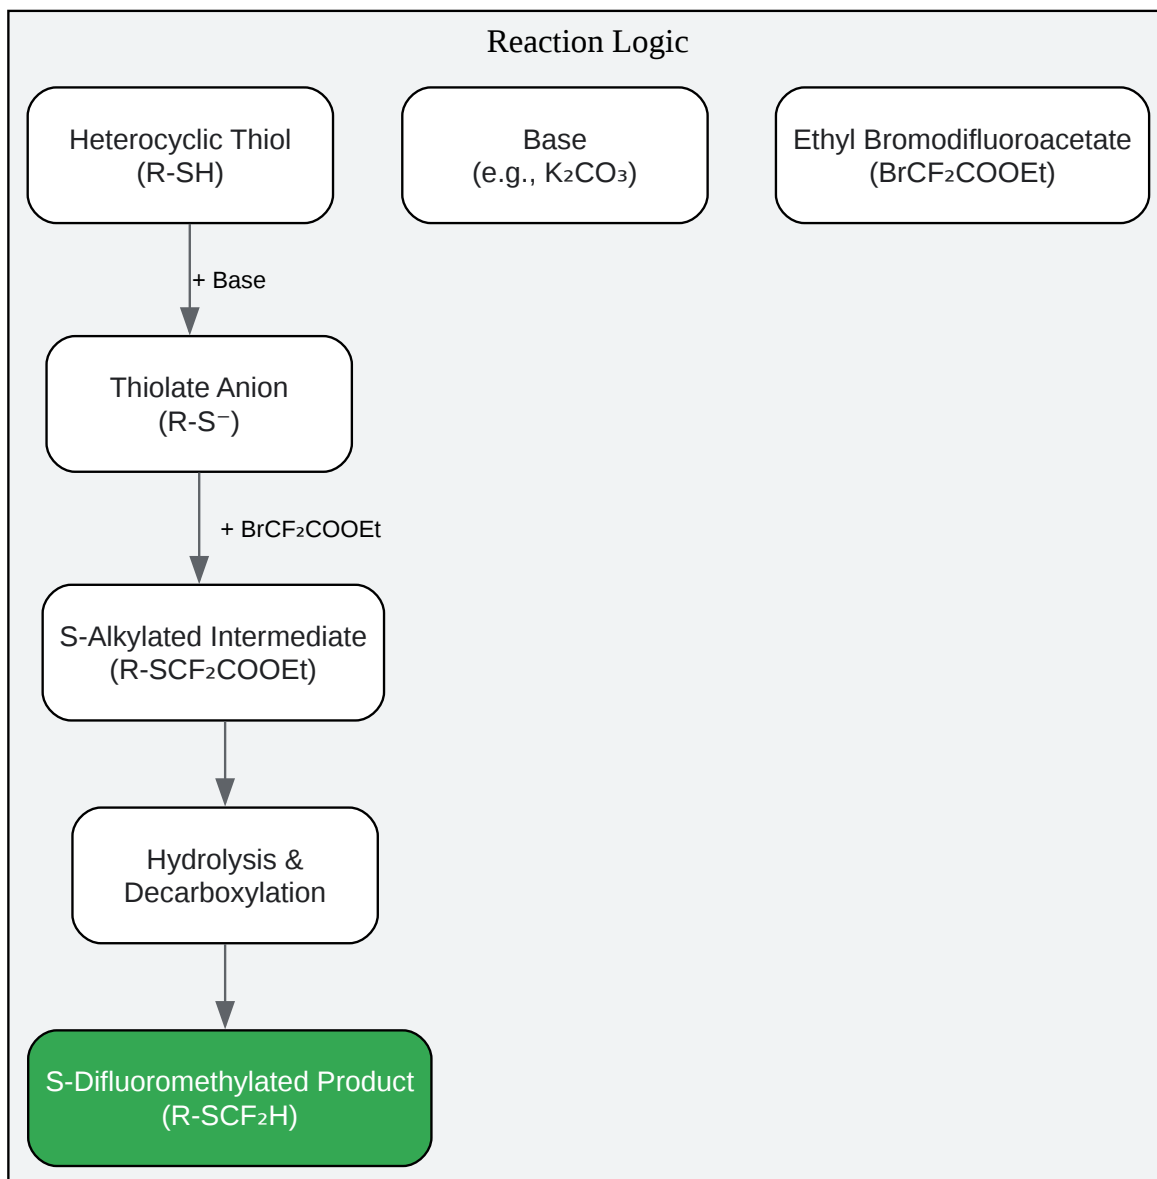 Reaction Logic
Heterocyclic Thiol
(R-SH)
Base
(e.g., K₂CO₃)
Ethyl Bromodifluoroacetate
(BrCF₂COOEt)
+ Base
Thiolate Anion
(R-S⁻)
+ BrCF₂COOEt
S-Alkylated Intermediate
(R-SCF₂COOEt)
Hydrolysis &
Decarboxylation
S-Difluoromethylated Product
(R-SCF₂H)